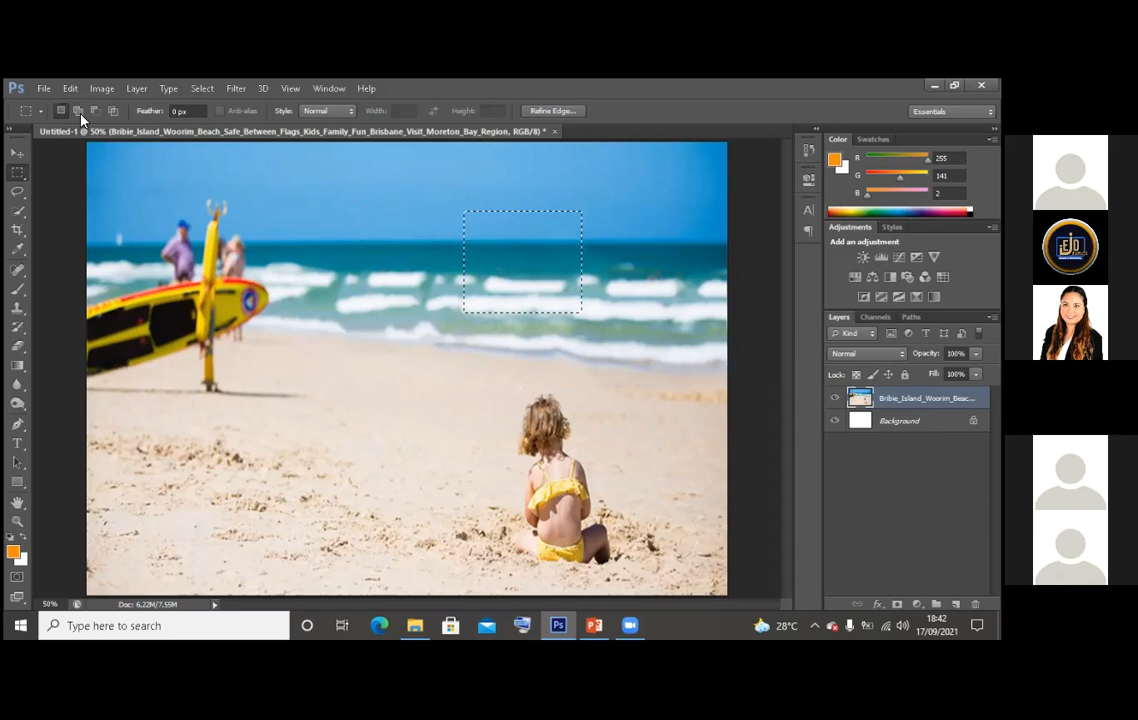 Ps File Edit Image Layer Type Select Filter 3D View Window Help
Feather: 0 px Anti-alias Style: Normal Width: Height: Refine Edge... Essentials
Untitled-1 @ 50% (Bribie_Island_Woorim_Beach_Safe_Between_Flags_Kids_Family_Fun_Brisbane_Visit_Moreton_Bay_Region, RGB/8) * ×
Color Swatches
R 255
G 141
B 2
Adjustments Styles
Add an adjustment
Layers Channels Paths
Kind
Normal Opacity: 100%
Lock: Fill: 100%
Bribie_Island_Woorim_Beac...
Background
50% Doc: 6.22M/7.55M
Type here to search
28°C
18:42
17/09/2021